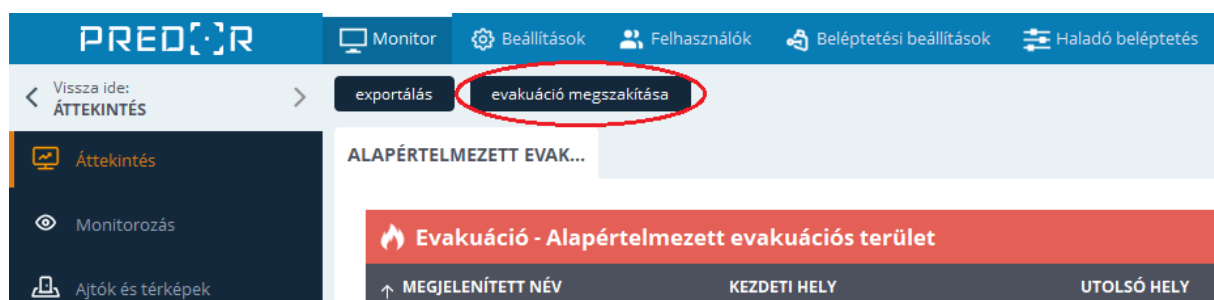 PRED[·]R
Monitor
Beállítások
Felhasználók
Beléptetési beállítások
Haladó beléptetés
Vissza ide:
ÁTTEKINTÉS
exportálás
evakuáció megszakítása
Áttekintés
ALAPÉRTELMEZETT EVAK...
Monitorozás
Evakuáció - Alapértelmezett evakuációs terület
Ajtók és térképek
MEGJELENÍTETT NÉV
KEZDETI HELY
UTOLSÓ HELY